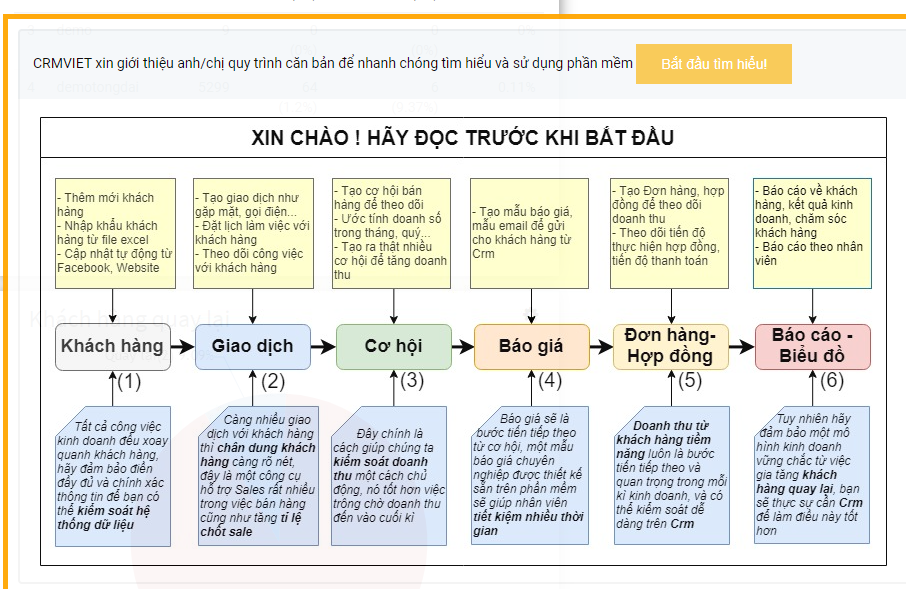 CRMVIET xin giới thiệu anh/chị quy trình căn bản để nhanh chóng tìm hiểu và sử dụng phần mềm
Bắt đầu tìm hiểu!
XIN CHÀO ! HÃY ĐỌC TRƯỚC KHI BẮT ĐẦU
- Thêm mới khách
hàng
- Nhập khẩu khách
hàng từ file excel
- Cập nhật tự động từ
Facebook, Website
- Tạo giao dịch như
gặp mặt, gọi điện...
- Đặt lịch làm việc với
khách hàng
- Theo dõi công việc
với khách hàng
- Tạo cơ hội bán
hàng để theo dõi
- Ước tính doanh số
trong tháng, quý...
- Tạo ra thật nhiều
cơ hội để tăng doanh
thu
- Tạo mẫu báo giá,
mẫu email để gửi
cho khách hàng từ
Crm
- Tạo Đơn hàng, hợp
đồng để theo dõi
doanh thu
- Theo dõi tiến độ
thực hiện hợp đồng,
tiến độ thanh toán
- Báo cáo về khách
hàng, kết quả kinh
doanh, chăm sóc
khách hàng
- Báo cáo theo nhân
viên
Khách hàng quay lại
Khách hàng
Giao dịch
Cơ hội
Báo giá
Đơn hàng-
Hợp đồng
Báo cáo -
Biểu đồ
(1)
(2)
(3)
(4)
(5)
(6)
Tất cả công việc
kinh doanh đều xoay
quanh khách hàng,
hãy đảm bảo điền
đầy đủ và chính xác
thông tin để bạn có
thể kiểm soát hệ
thống dữ liệu
Càng nhiều giao
dịch với khách hàng
thì chân dung khách
hàng càng rõ nét,
đây là một công cụ
hỗ trợ Sales rất nhiều
trong việc bán hàng
cũng như tăng tỉ lệ
chốt sale
Đây chính là
cách giúp chúng ta
kiểm soát doanh
thu một cách chủ
động, nó tốt hơn việc
trông chờ doanh thu
đến vào cuối kì
Báo giá sẽ là
bước tiến tiếp theo
từ cơ hội, một mẫu
báo giá chuyên
nghiệp được thiết kế
sẵn trên phần mềm
sẽ giúp nhân viên
tiết kiệm nhiều thời
gian
Doanh thu từ
khách hàng tiềm
năng luôn là bước
tiến tiếp theo và
quan trọng trong mỗi
kì kinh doanh, và có
thể kiểm soát dễ
dàng trên Crm
Tuy nhiên hãy
đảm bảo một mô
hình kinh doanh
vững chắc từ việc
gia tăng khách
hàng quay lại, bạn
sẽ thực sự cần Crm
để làm điều này tốt
hơn